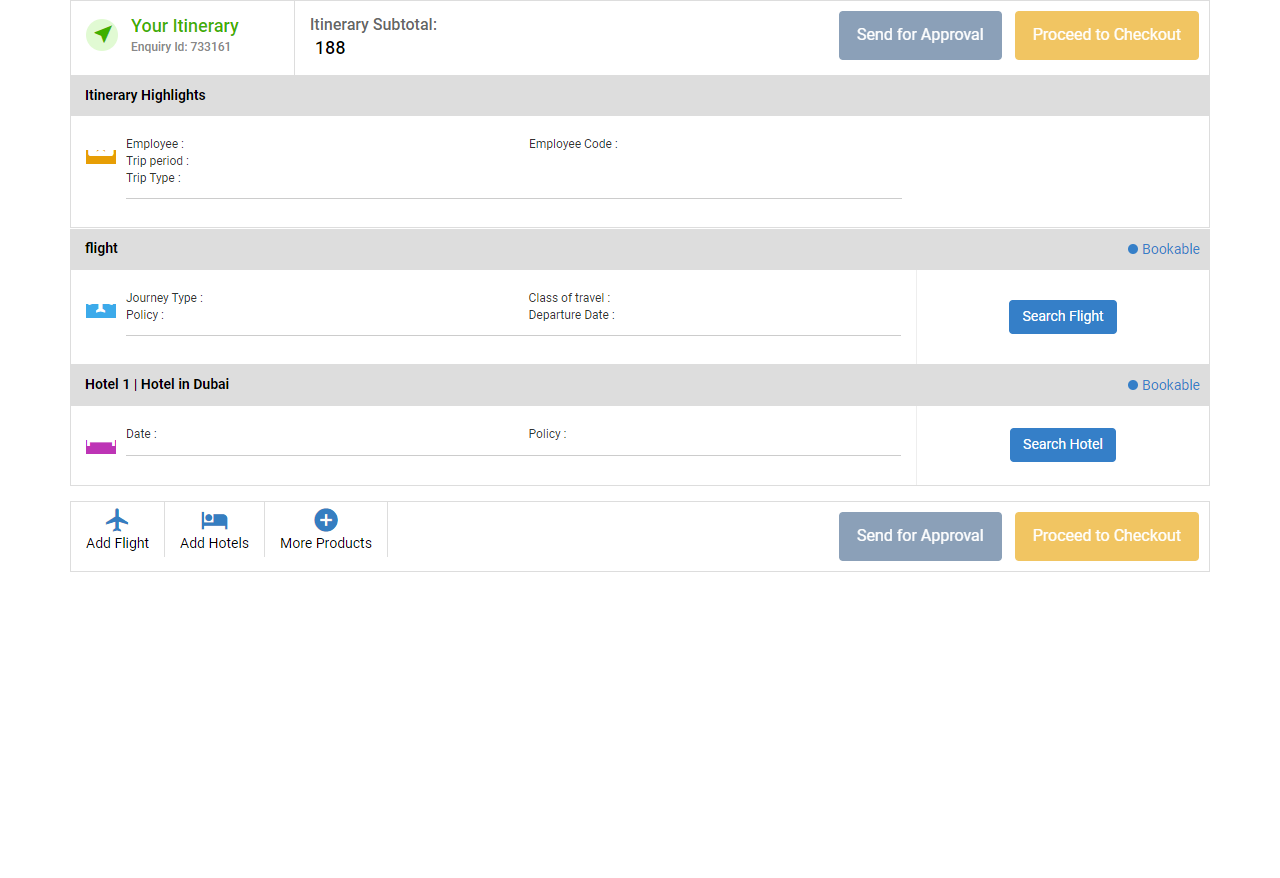 Your Itinerary
Enquiry Id: 733161
Itinerary Subtotal:
188
Send for Approval
Proceed to Checkout
Itinerary Highlights
Employee :
Employee Code :
Trip period :
Trip Type :
flight
Bookable
Journey Type :
Class of travel :
Policy :
Departure Date :
Search Flight
Hotel 1 | Hotel in Dubai
Bookable
Date :
Policy :
Search Hotel
Add Flight
Add Hotels
More Products
Send for Approval
Proceed to Checkout